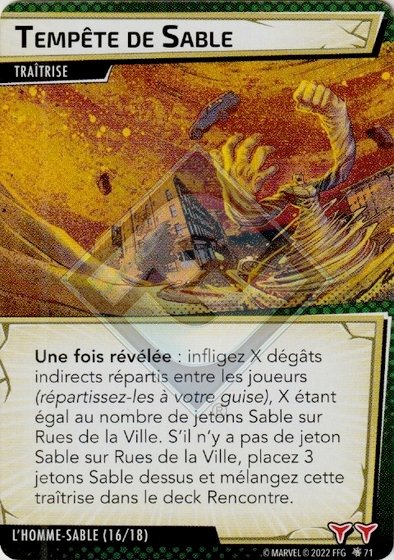 TEMPÊTE DE SABLE
TRAÎTRISE
Une fois révélée : infligez X dégâts
indirects répartis entre les joueurs
(répartissez-les à votre guise), X étant
égal au nombre de jetons Sable sur
Rues de la Ville. S'il n'y a pas de jeton
Sable sur Rues de la Ville, placez 3
jetons Sable dessus et mélangez cette
traîtrise dans le deck Rencontre.
L'HOMME-SABLE (16/18)
© MARVEL © 2022 FFG 71